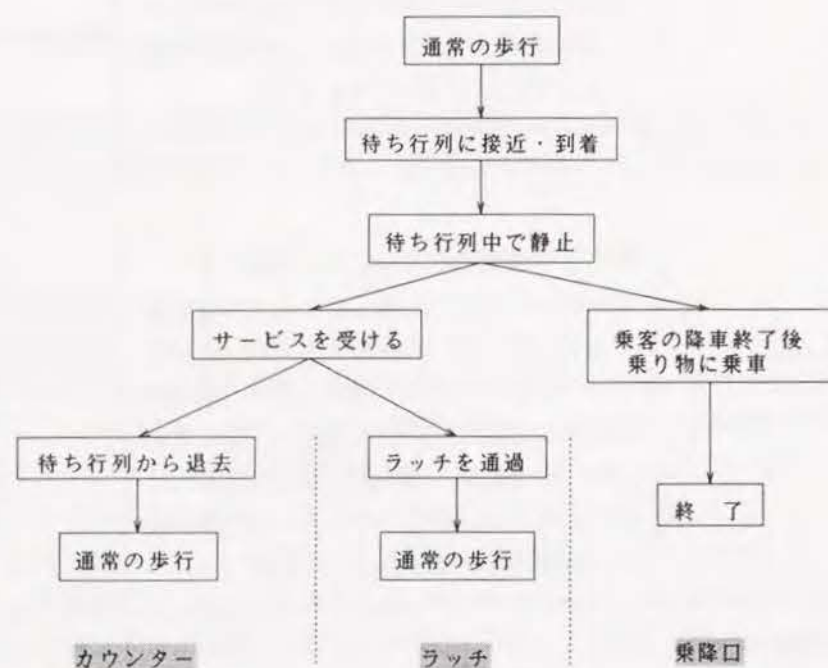 通常の歩行
待ち行列に接近・到着
待ち行列中で静止
サービスを受ける
乗客の降車終了後
乗り物に乗車
待ち行列から退去
ラッチを通過
終 了
通常の歩行
通常の歩行
カウンター
ラッチ
乗降口